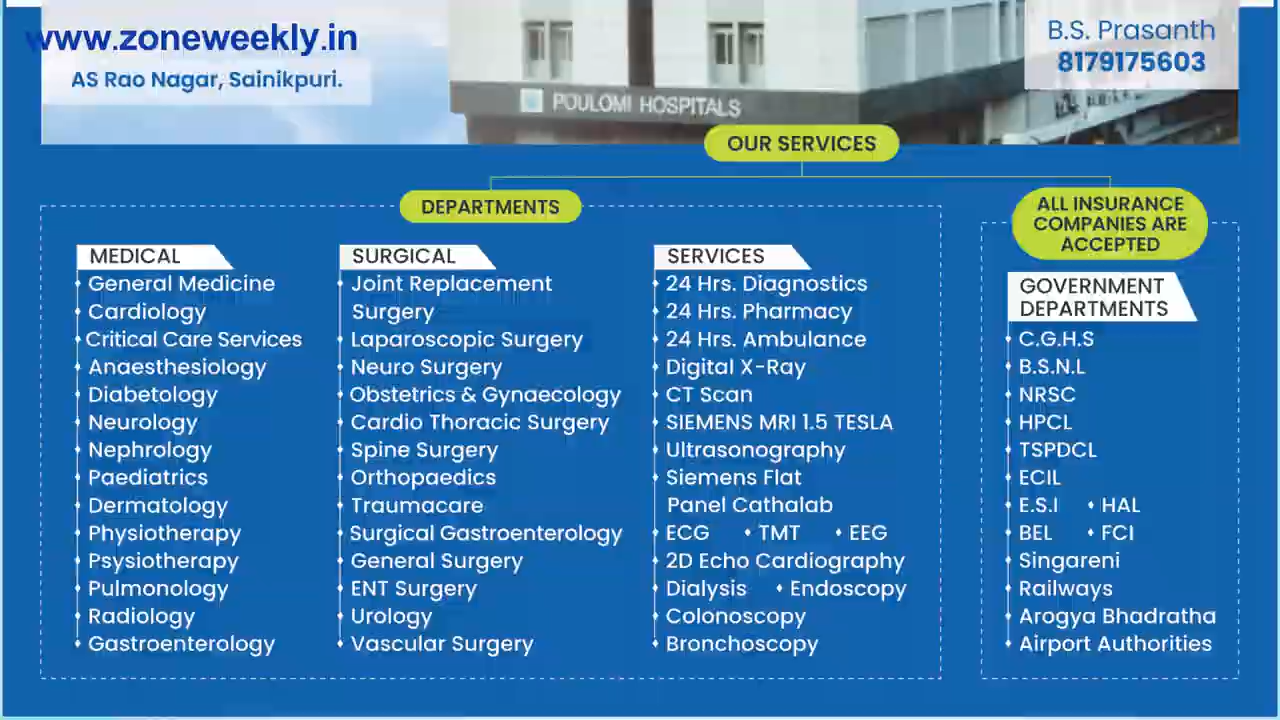 www.zoneweekly.in
AS Rao Nagar, Sainikpuri.
B.S. Prasanth
8179175603
POULOMI HOSPITALS
OUR SERVICES
DEPARTMENTS
ALL INSURANCE
COMPANIES ARE
ACCEPTED
MEDICAL
General Medicine
Cardiology
Critical Care Services
Anaesthesiology
Diabetology
Neurology
Nephrology
Paediatrics
Dermatology
Physiotherapy
Psysiotherapy
Pulmonology
Radiology
Gastroenterology
SURGICAL
Joint Replacement
Surgery
Laparoscopic Surgery
Neuro Surgery
Obstetrics & Gynaecology
Cardio Thoracic Surgery
Spine Surgery
Orthopaedics
Traumacare
Surgical Gastroenterology
General Surgery
ENT Surgery
Urology
Vascular Surgery
SERVICES
24 Hrs. Diagnostics
24 Hrs. Pharmacy
24 Hrs. Ambulance
Digital X-Ray
CT Scan
SIEMENS MRI 1.5 TESLA
Ultrasonography
Siemens Flat
Panel Cathalab
ECG • TMT • EEG
2D Echo Cardiography
Dialysis • Endoscopy
Colonoscopy
Bronchoscopy
GOVERNMENT
DEPARTMENTS
C.G.H.S
B.S.N.L
NRSC
HPCL
TSPDCL
ECIL
E.S.I • HAL
BEL • FCI
Singareni
Railways
Arogya Bhadratha
Airport Authorities